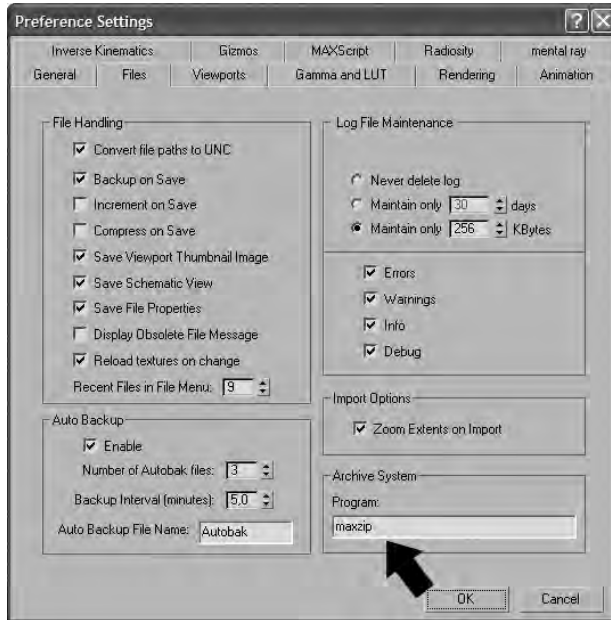 Preference Settings
Inverse Kinematics Gizmos MAXScript Radiosity mental ray
General Files Viewports Gamma and LUT Rendering Animation
File Handling
Convert file paths to UNC
Backup on Save
Increment on Save
Compress on Save
Save Viewport Thumbnail Image
Save Schematic View
Save File Properties
Display Obsolete File Message
Reload textures on change
Recent Files in File Menu: 9
Auto Backup
Enable
Number of Autobak files: 3
Backup Interval (minutes): 5.0
Auto Backup File Name: Autobak
Log File Maintenance
Never delete log
Maintain only 30 days
Maintain only 256 KBytes
Errors
Warnings
Info
Debug
Import Options
Zoom Extents on Import
Archive System
Program:
maxzip
OK Cancel